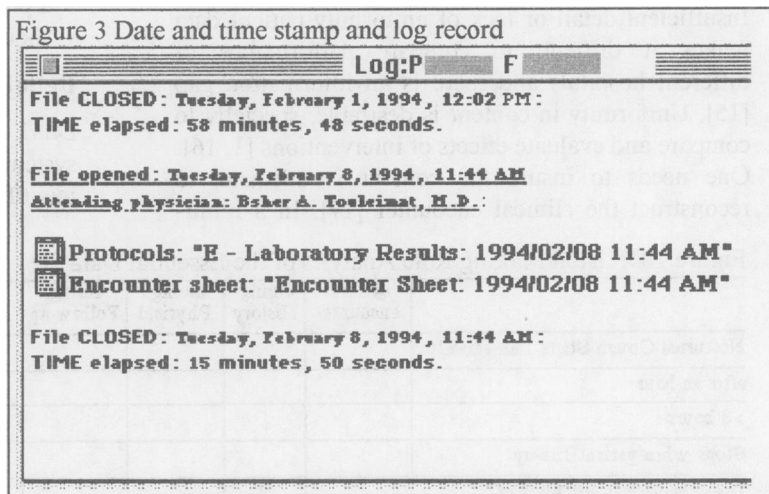 Figure 3 Date and time stamp and log record
Log:P F
File CLOSED: Tuesday, February 1, 1994, 12:02 PM:
TIME elapsed: 58 minutes, 48 seconds.
File opened: Tuesday, February 8, 1994, 11:44 AM
Attending physician: Bsher A. Touleimat, M.D.:
Protocols: "H - Laboratory Results: 1994/02/08 11:44 AM"
Encounter sheet: "Encounter Sheet: 1994/02/08 11:44 AM"
File CLOSED: Tuesday, February 8, 1994, 11:44 AM:
TIME elapsed: 15 minutes, 50 seconds.